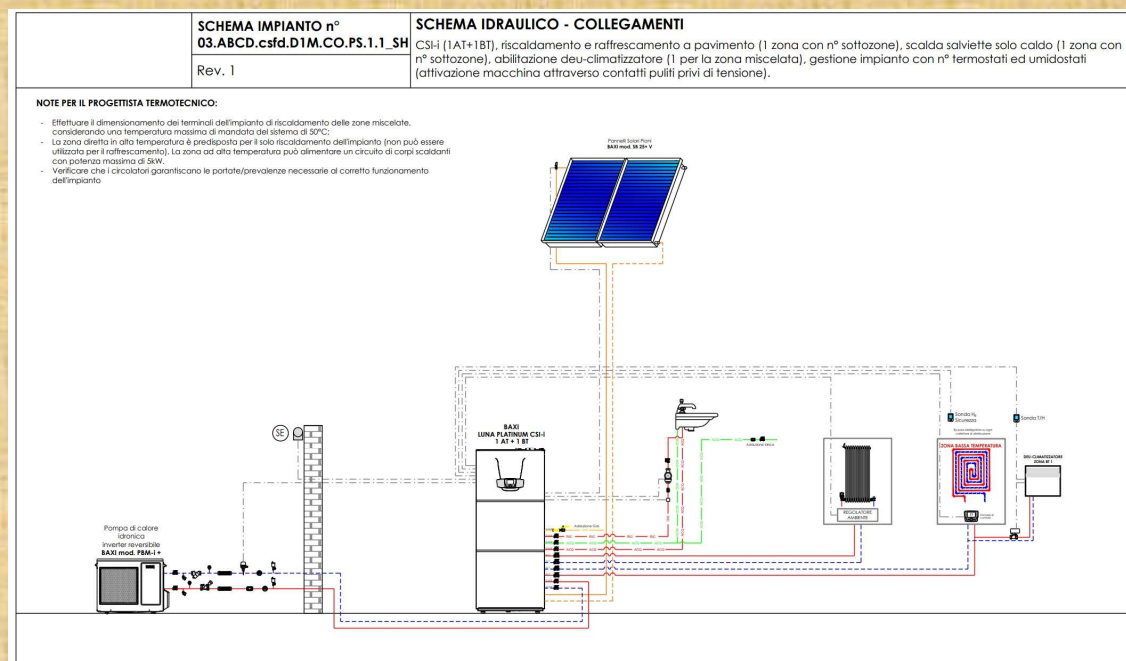 SCHEMA IMPIANTO n°
03.ABCD.csfd.D1M.CO.PS.1.1_SH
Rev. 1
SCHEMA IDRAULICO - COLLEGAMENTI
CSI-i (1AT+1BT), riscaldamento e raffrescamento a pavimento (1 zona con n° sottozone), scalda salviette solo caldo (1 zona con
n° sottozone), abilitazione deu-climatizzatore (1 per la zona miscelata), gestione impianto con n° termostati ed umidostati
(attivazione macchina attraverso contatti puliti privi di tensione).
NOTE PER IL PROGETTISTA TERMOTECNICO:
- Effettuare il dimensionamento dei terminali dell'impianto di riscaldamento delle zone miscelate,
considerando una temperatura massima di mandata del sistema di 50°C;
- La zona diretta in alta temperatura è predisposta per il solo riscaldamento dell'impianto (non può essere
utilizzata per il raffrescamento). La zona ad alta temperatura può alimentare un circuito di corpi scaldanti
con potenza massima di 5kW.
- Verificare che i circolatori garantiscano le portate/prevalenze necessarie al corretto funzionamento
dell'impianto
Pannelli Solari Piani
BAXI mod. SB 25+ V
SE
BAXI
LUNA PLATINUM CSI-i
1 AT + 1 BT
Adduzione Idrica
Adduzione Gas
Sonda
Sicurezza
Sonda T/H
ZONA BASSA TEMPERATURA
DEU-CLIMATIZZATORE
ZONA BT 1
REGOLATORE
AMBIENTE
Pompa di calore
idronica
inverter reversibile
BAXI mod. PBM-i +